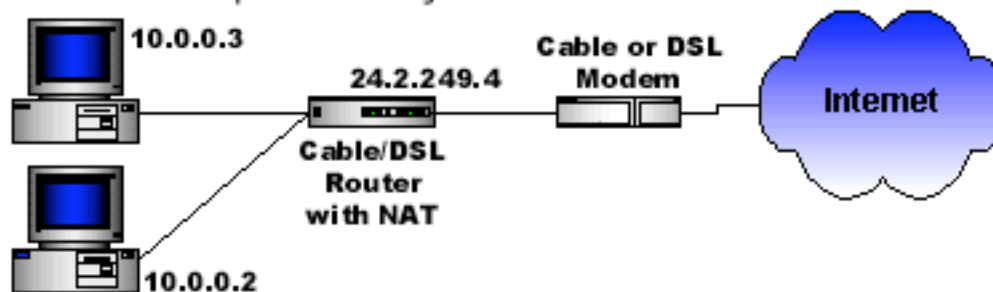 10.0.0.3
24.2.249.4
Cable or DSL
Modem
Internet
Cable/DSL
Router
with NAT
10.0.0.2